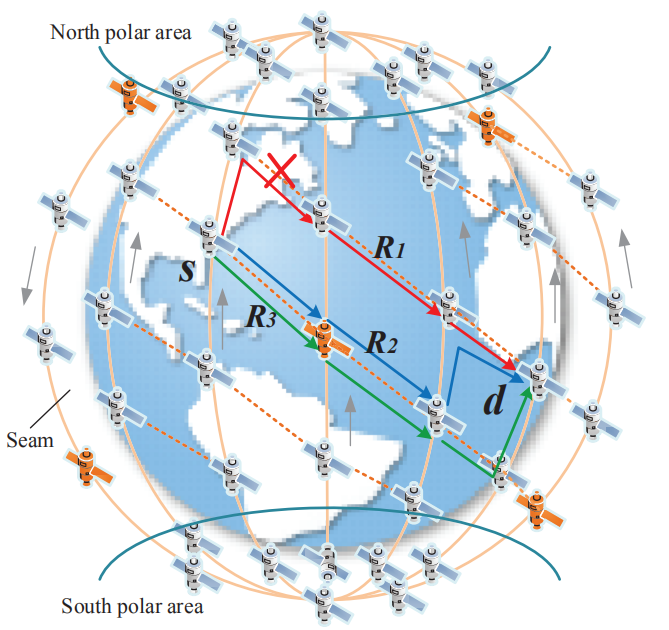 North polar area
R1
s
R3
R2
d
Seam
South polar area